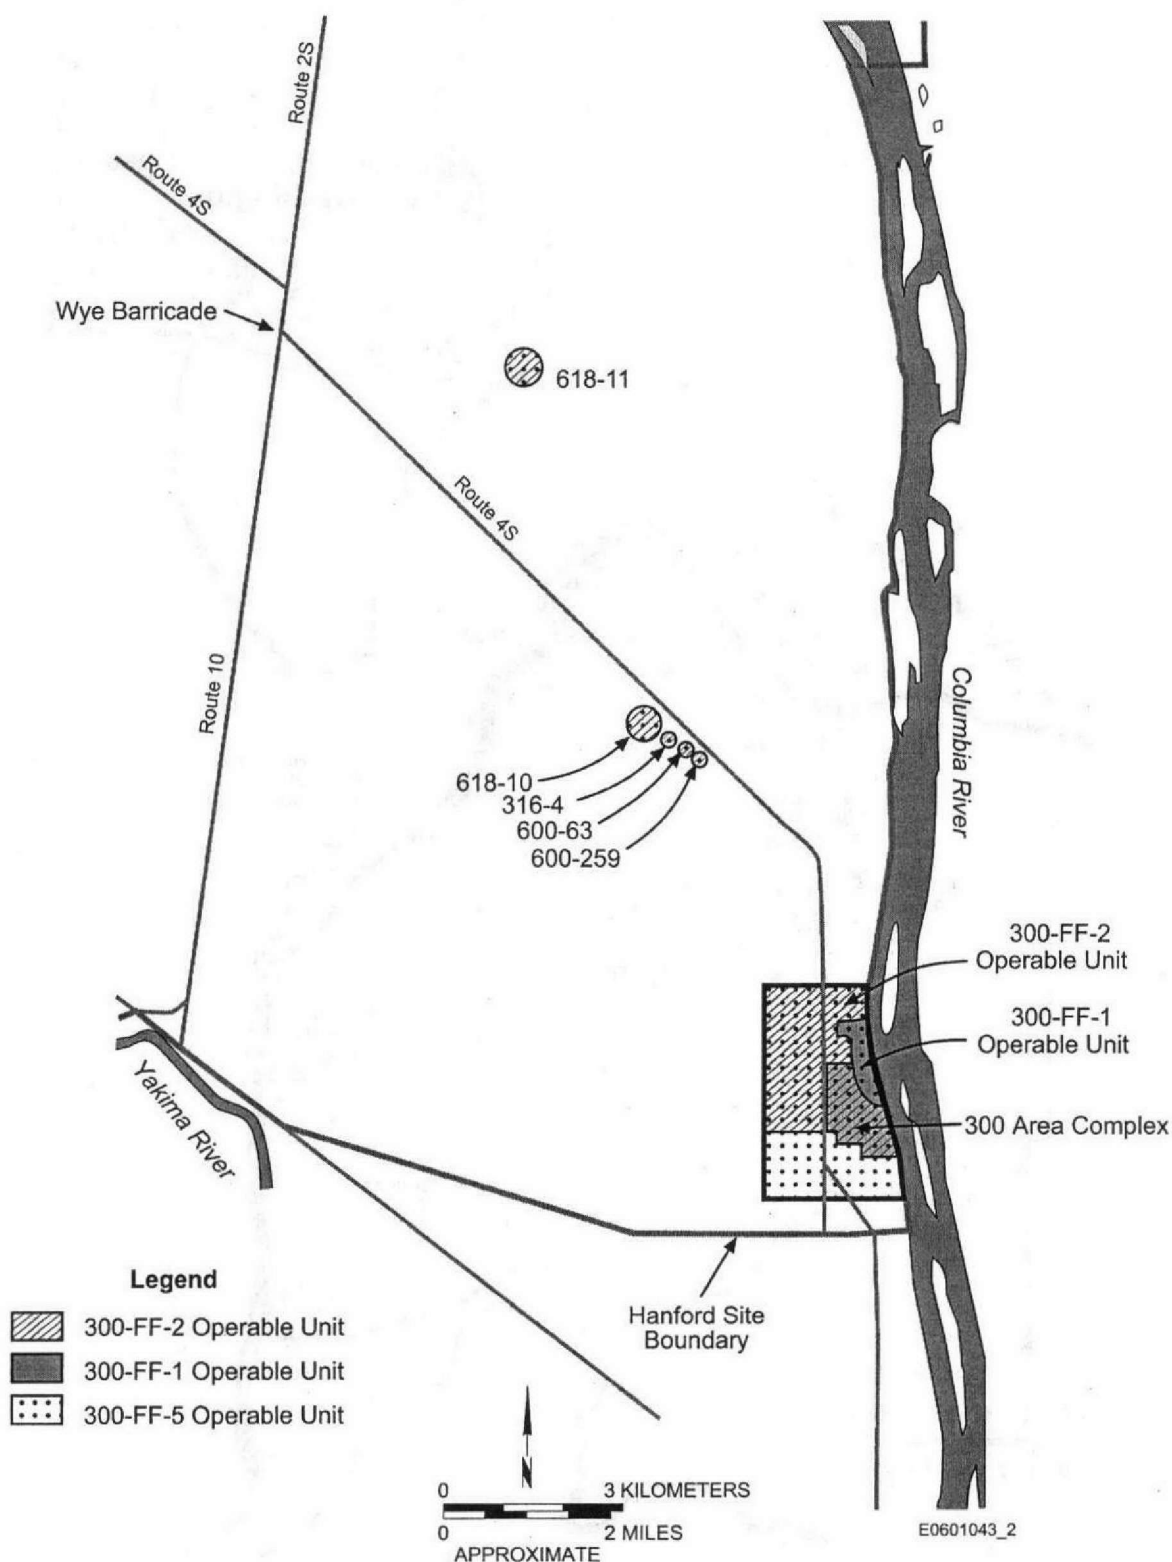 Route 2S
Route 4S
Wye Barricade
618-11
Route 4S
Route 10
Columbia River
618-10
316-4
600-63
600-259
300-FF-2
Operable Unit
300-FF-1
Operable Unit
300 Area Complex
Yakima River
Hanford Site
Boundary
Legend
300-FF-2 Operable Unit
300-FF-1 Operable Unit
300-FF-5 Operable Unit
N
0 3 KILOMETERS
0 2 MILES
APPROXIMATE
E0601043_2